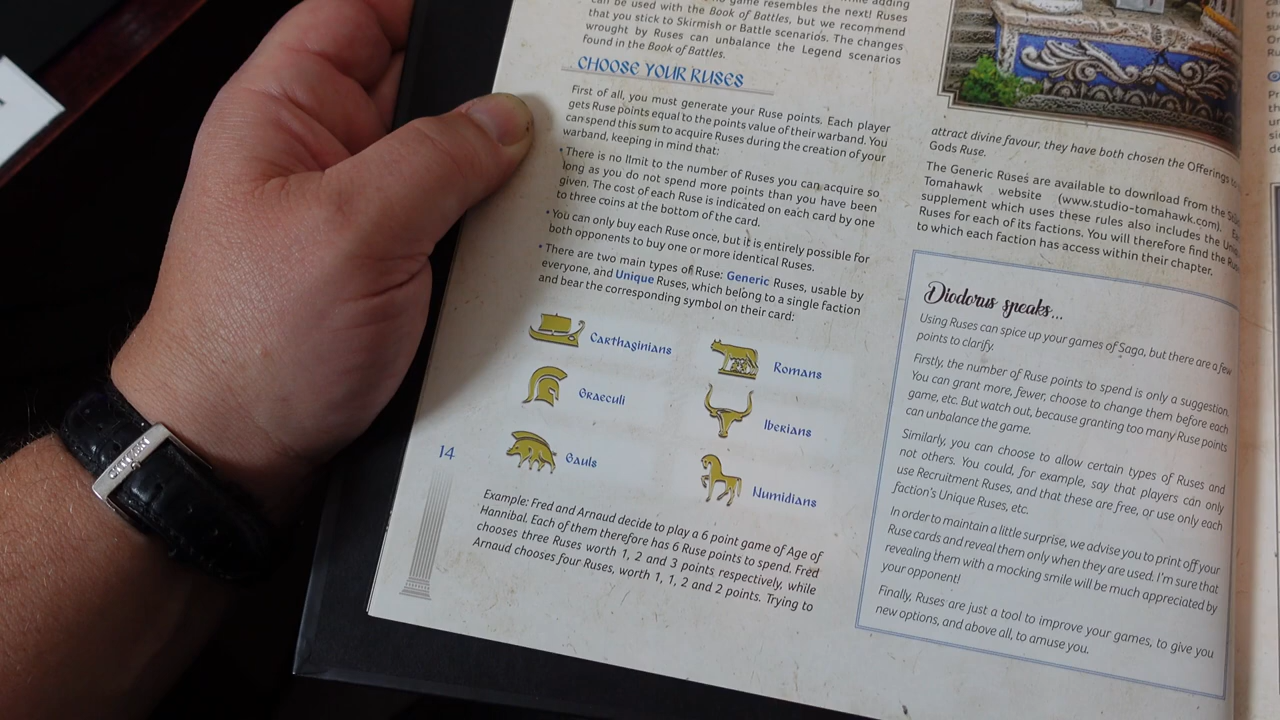 game resembles the next! Ruses
can be used with the Book of Battles, but we recommend
that you stick to Skirmish or Battle scenarios. The changes
wrought by Ruses can unbalance the Legend scenarios
found in the Book of Battles.
CHOOSE YOUR RUSES
First of all, you must generate your Ruse points. Each player
gets Ruse points equal to the points value of their warband. You
can spend this sum to acquire Ruses during the creation of your
warband, keeping in mind that:
• There is no limit to the number of Ruses you can acquire so
long as you do not spend more points than you have been
given. The cost of each Ruse is indicated on each card by one
to three coins at the bottom of the card.
• You can only buy each Ruse once, but it is entirely possible for
both opponents to buy one or more identical Ruses.
• There are two main types of Ruse: Generic Ruses, usable by
everyone, and Unique Ruses, which belong to a single faction
and bear the corresponding symbol on their card:
Carthaginians
Romans
Graeculi
Iberians
Gauls
Numidians
14
Example: Fred and Arnaud decide to play a 6 point game of Age of
Hannibal. Each of them therefore has 6 Ruse points to spend. Fred
chooses three Ruses worth 1, 2 and 3 points respectively, while
Arnaud chooses four Ruses, worth 1, 1, 2 and 2 points. Trying to
attract divine favour, they have both chosen the Offerings to
Gods Ruse.
The Generic Ruses are available to download from the
Tomahawk website (www.studio-tomahawk.com).
supplement which uses these rules also includes the
Ruses for each of its factions. You will therefore find the
to which each faction has access within their chapter.
Diodorus speaks...
Using Ruses can spice up your games of Saga, but there are a few
points to clarify.
Firstly, the number of Ruse points to spend is only a suggestion.
You can grant more, fewer, choose to change them before each
game, etc. But watch out, because granting too many Ruse points
can unbalance the game.
Similarly, you can choose to allow certain types of Ruses and
not others. You could, for example, say that players can only
use Recruitment Ruses, and that these are free, or use only each
faction's Unique Ruses, etc.
In order to maintain a little surprise, we advise you to print off your
Ruse cards and reveal them only when they are used. I'm sure that
revealing them with a mocking smile will be much appreciated by
your opponent!
Finally, Ruses are just a tool to improve your games, to give you
new options, and above all, to amuse you.